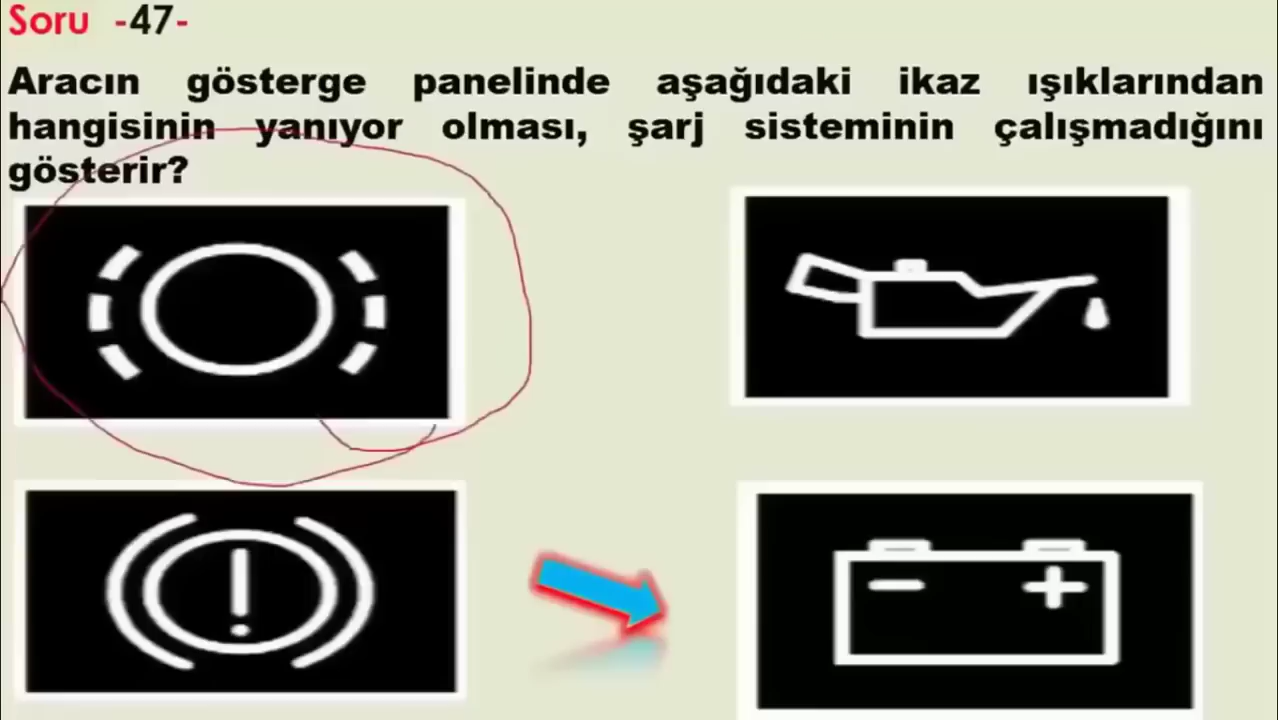 Soru -47-
Aracın gösterge panelinde aşağıdaki ikaz ışıklarından
hangisinin yanıyor olması, şarj sisteminin çalışmadığını
gösterir?